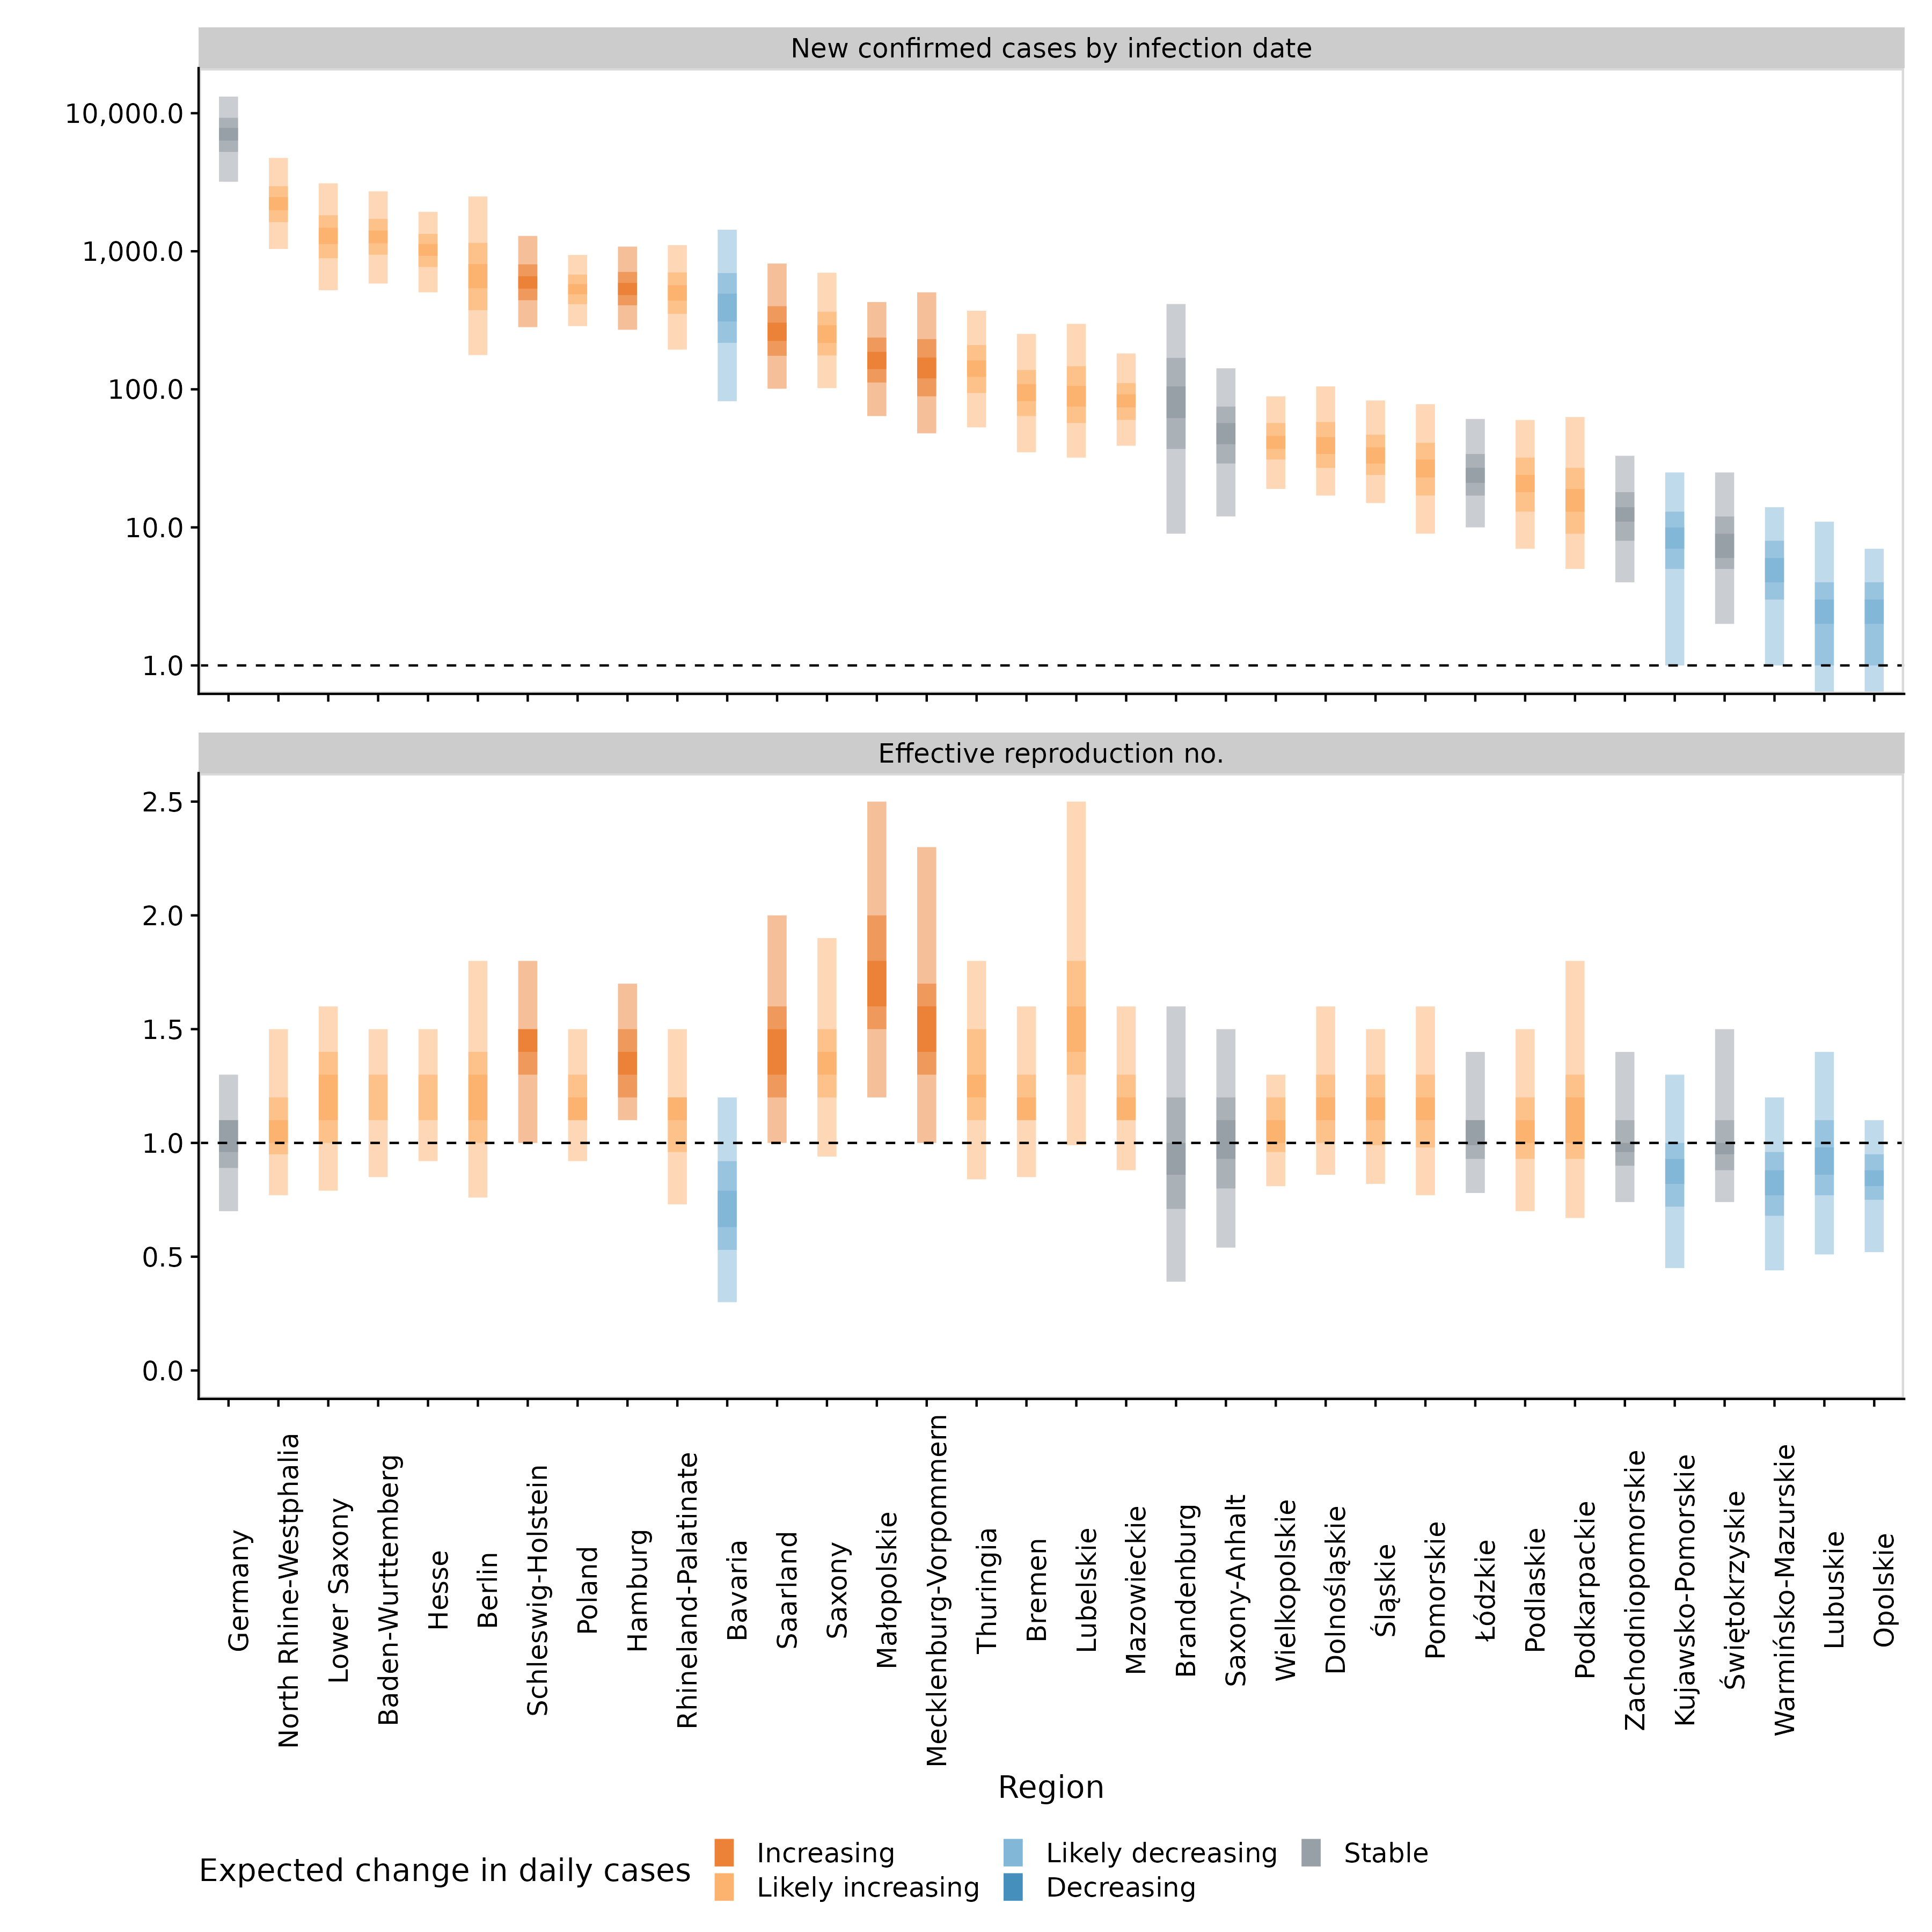 New confirmed cases by infection date
10,000.0
1,000.0
100.0
10.0
1.0
Effective reproduction no.
2.5
2.0
1.5
1.0
0.5
0.0
Germany
North Rhine-Westphalia
Lower Saxony
Baden-Wurttemberg
Hesse
Berlin
Schleswig-Holstein
Poland
Hamburg
Rhineland-Palatinate
Bavaria
Saarland
Saxony
Małopolskie
Mecklenburg-Vorpommern
Thuringia
Bremen
Lubelskie
Mazowieckie
Brandenburg
Saxony-Anhalt
Wielkopolskie
Dolnośląskie
Śląskie
Pomorskie
Łódzkie
Podlaskie
Podkarpackie
Zachodniopomorskie
Kujawsko-Pomorskie
Świętokrzyskie
Warmińsko-Mazurskie
Lubuskie
Opolskie
Region
Expected change in daily cases
Increasing
Likely increasing
Likely decreasing
Decreasing
Stable